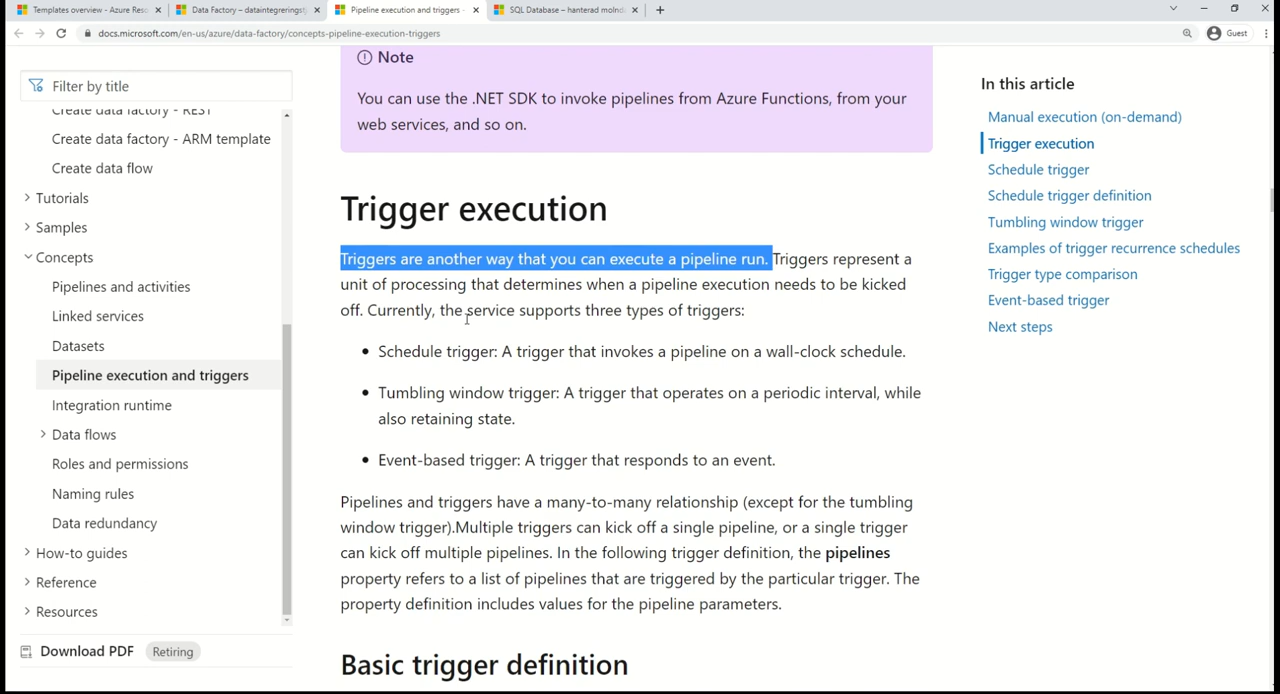 Templates overview - Azure Reso
Data Factory – dataintegreringstj
Pipeline execution and triggers -
SQL Database – hanterad molnd
docs.microsoft.com/en-us/azure/data-factory/concepts-pipeline-execution-triggers
Guest
Filter by title
Create data factory - REST
Create data factory - ARM template
Create data flow
Tutorials
Samples
Concepts
Pipelines and activities
Linked services
Datasets
Pipeline execution and triggers
Integration runtime
Data flows
Roles and permissions
Naming rules
Data redundancy
How-to guides
Reference
Resources
Download PDF
Retiring
Note
You can use the .NET SDK to invoke pipelines from Azure Functions, from your
web services, and so on.
Trigger execution
Triggers are another way that you can execute a pipeline run. Triggers represent a
unit of processing that determines when a pipeline execution needs to be kicked
off. Currently, the service supports three types of triggers:
Schedule trigger: A trigger that invokes a pipeline on a wall-clock schedule.
Tumbling window trigger: A trigger that operates on a periodic interval, while
also retaining state.
Event-based trigger: A trigger that responds to an event.
Pipelines and triggers have a many-to-many relationship (except for the tumbling
window trigger).Multiple triggers can kick off a single pipeline, or a single trigger
can kick off multiple pipelines. In the following trigger definition, the pipelines
property refers to a list of pipelines that are triggered by the particular trigger. The
property definition includes values for the pipeline parameters.
Basic trigger definition
In this article
Manual execution (on-demand)
Trigger execution
Schedule trigger
Schedule trigger definition
Tumbling window trigger
Examples of trigger recurrence schedules
Trigger type comparison
Event-based trigger
Next steps